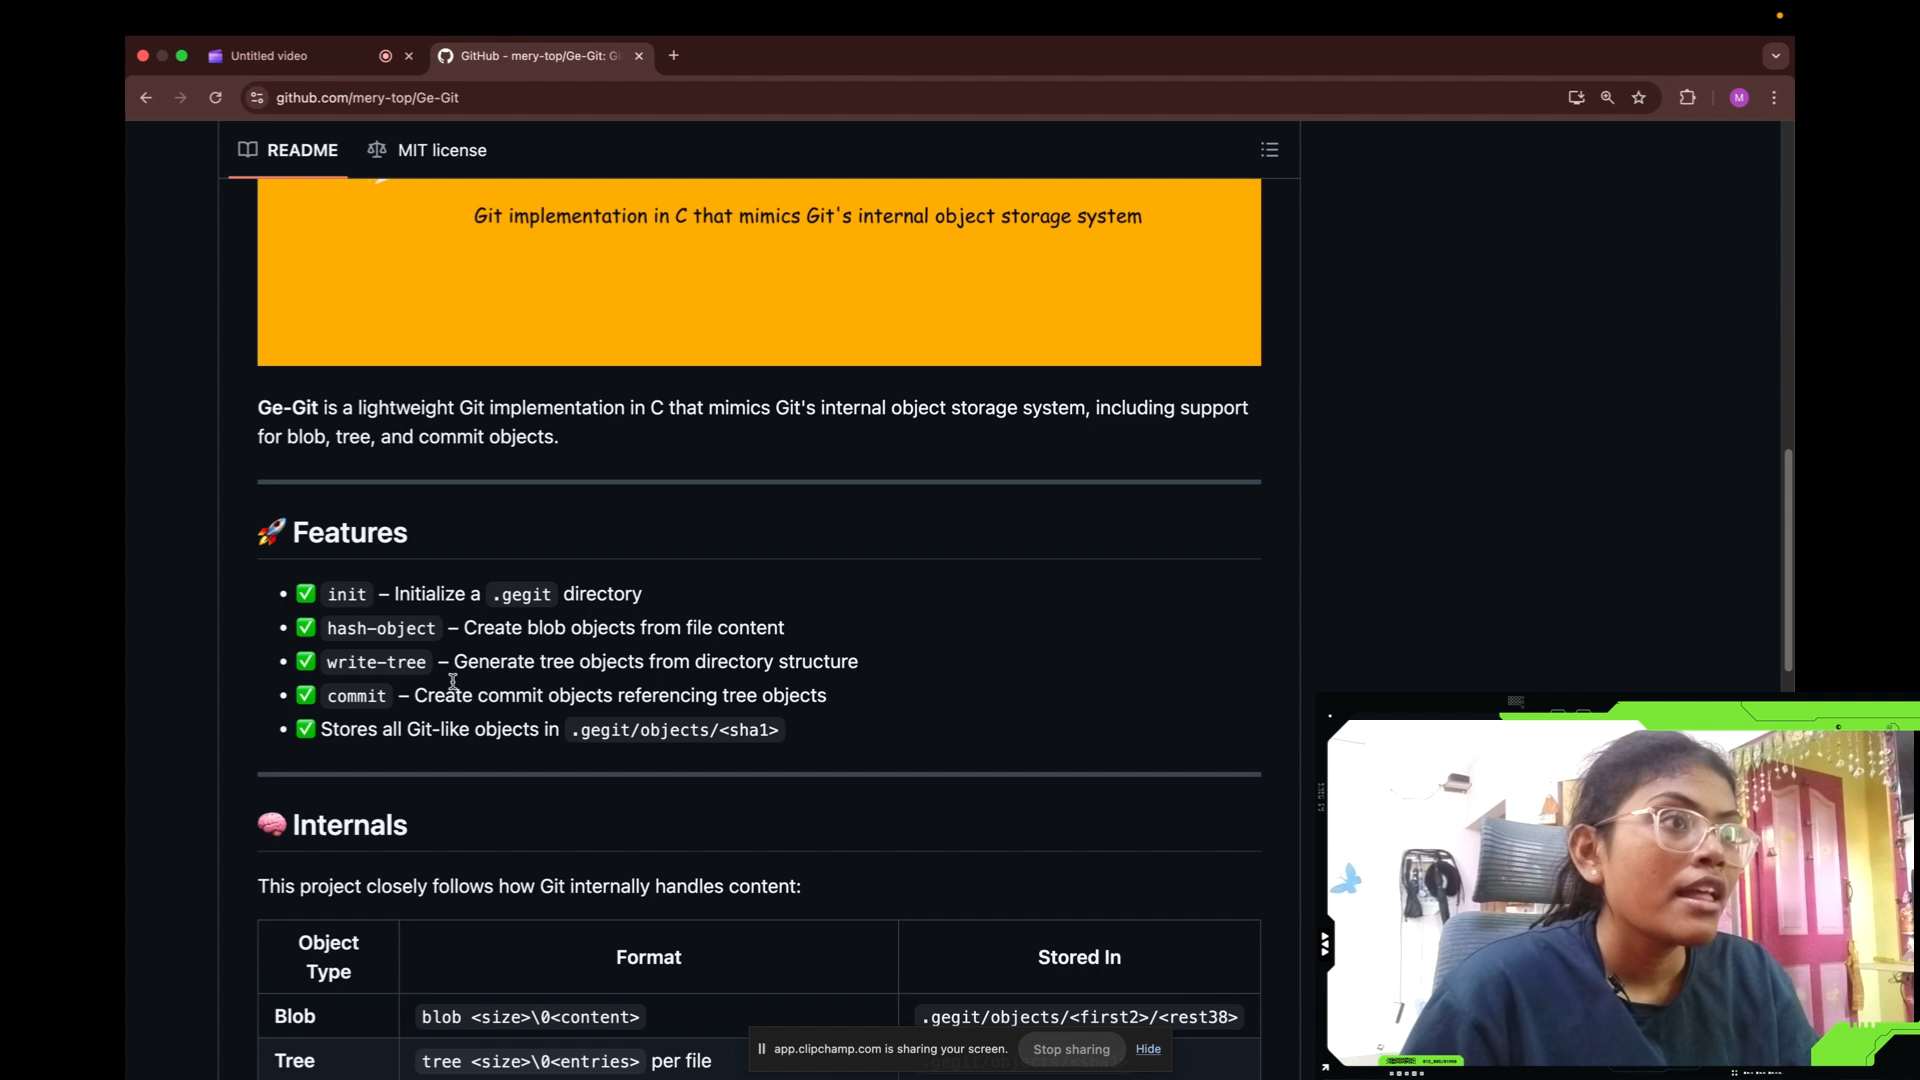 Untitled video
GitHub - mery-top/Ge-Git: G
github.com/mery-top/Ge-Git
M
README
MIT license
Git implementation in C that mimics Git's internal object storage system
Ge-Git is a lightweight Git implementation in C that mimics Git's internal object storage system, including support
for blob, tree, and commit objects.
🚀 Features
• ✅ init – Initialize a .gegit directory
• ✅ hash-object – Create blob objects from file content
• ✅ write-tree – Generate tree objects from directory structure
• ✅ commit – Create commit objects referencing tree objects
• ✅ Stores all Git-like objects in .gegit/objects/<sha1>
🧠 Internals
This project closely follows how Git internally handles content:
Object
Type
Format
Stored In
Blob
blob <size>\0<content>
.gegit/objects/<first2>/<rest38>
Tree
tree <size>\0<entries> per file
app.clipchamp.com is sharing your screen.
Stop sharing
Hide